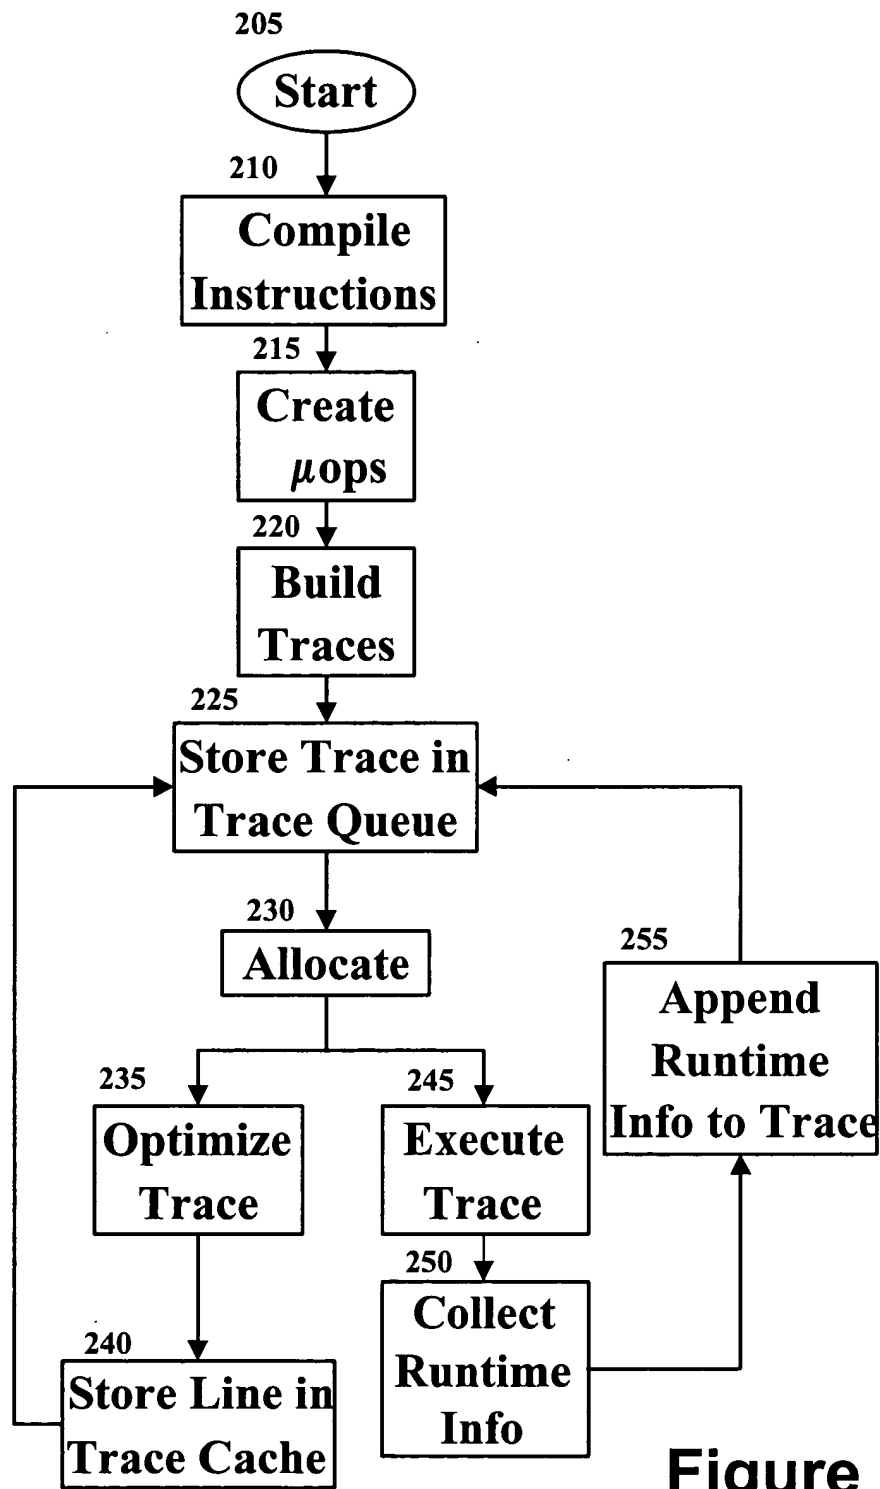 205
Start
210
Compile
Instructions
215
Create
μops
220
Build
Traces
225
Store Trace in
Trace Queue
230
Allocate
235
Optimize
Trace
240
Store Line in
Trace Cache
245
Execute
Trace
250
Collect
Runtime
Info
255
Append
Runtime
Info to Trace
Figure